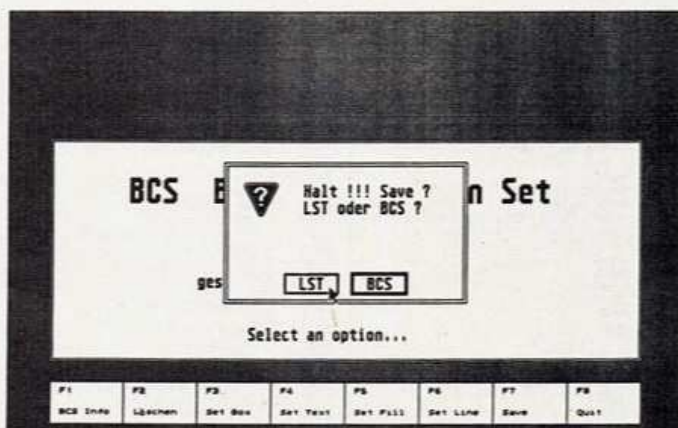 BCS B n Set
Halt !!! Save ?
LST oder BCS ?
ges
LST BCS
Select an option...
F1 F2 F3 F4 F5 F6 F7 F8
BCS Info Löschen Set Box Set Text Set Fill Set Line Save Quit